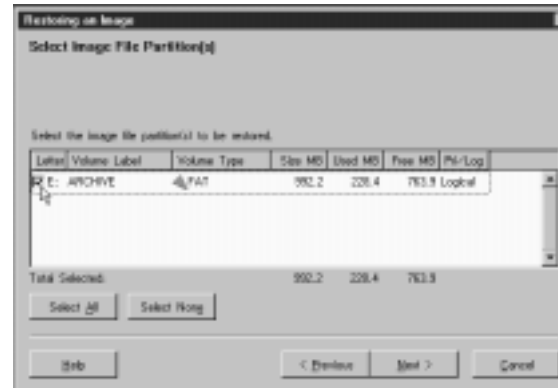 Restoring an Image
Select Image File Partition(s)
Select the image file partition(s) to be restored.
Letter Volume Label Volume Type Size MB Used MB Free MB Pri/Log
E: ARCHIVE FAT 992.2 228.4 763.9 Logical
Total Selected: 992.2 228.4 763.9
Select All Select None
Help < Previous Next > Cancel